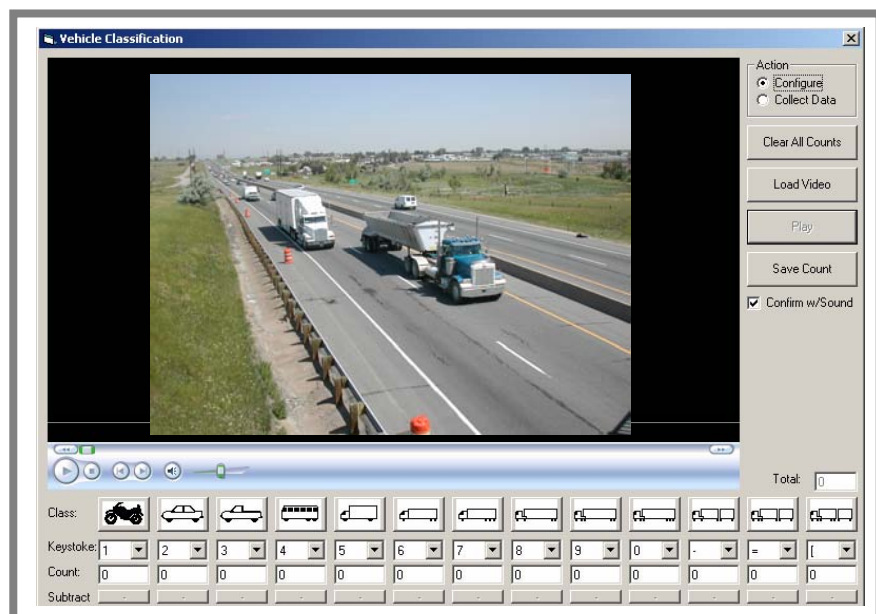 Vehicle Classification
Action
Configure
Collect Data
Clear All Counts
Load Video
Play
Save Count
Confirm w/Sound
Total: 0
Class:
Keystoke: 1 2 3 4 5 6 7 8 9 0 - = [
Count: 0 0 0 0 0 0 0 0 0 0 0 0 0
Subtract - - - - - - - - - - - - -